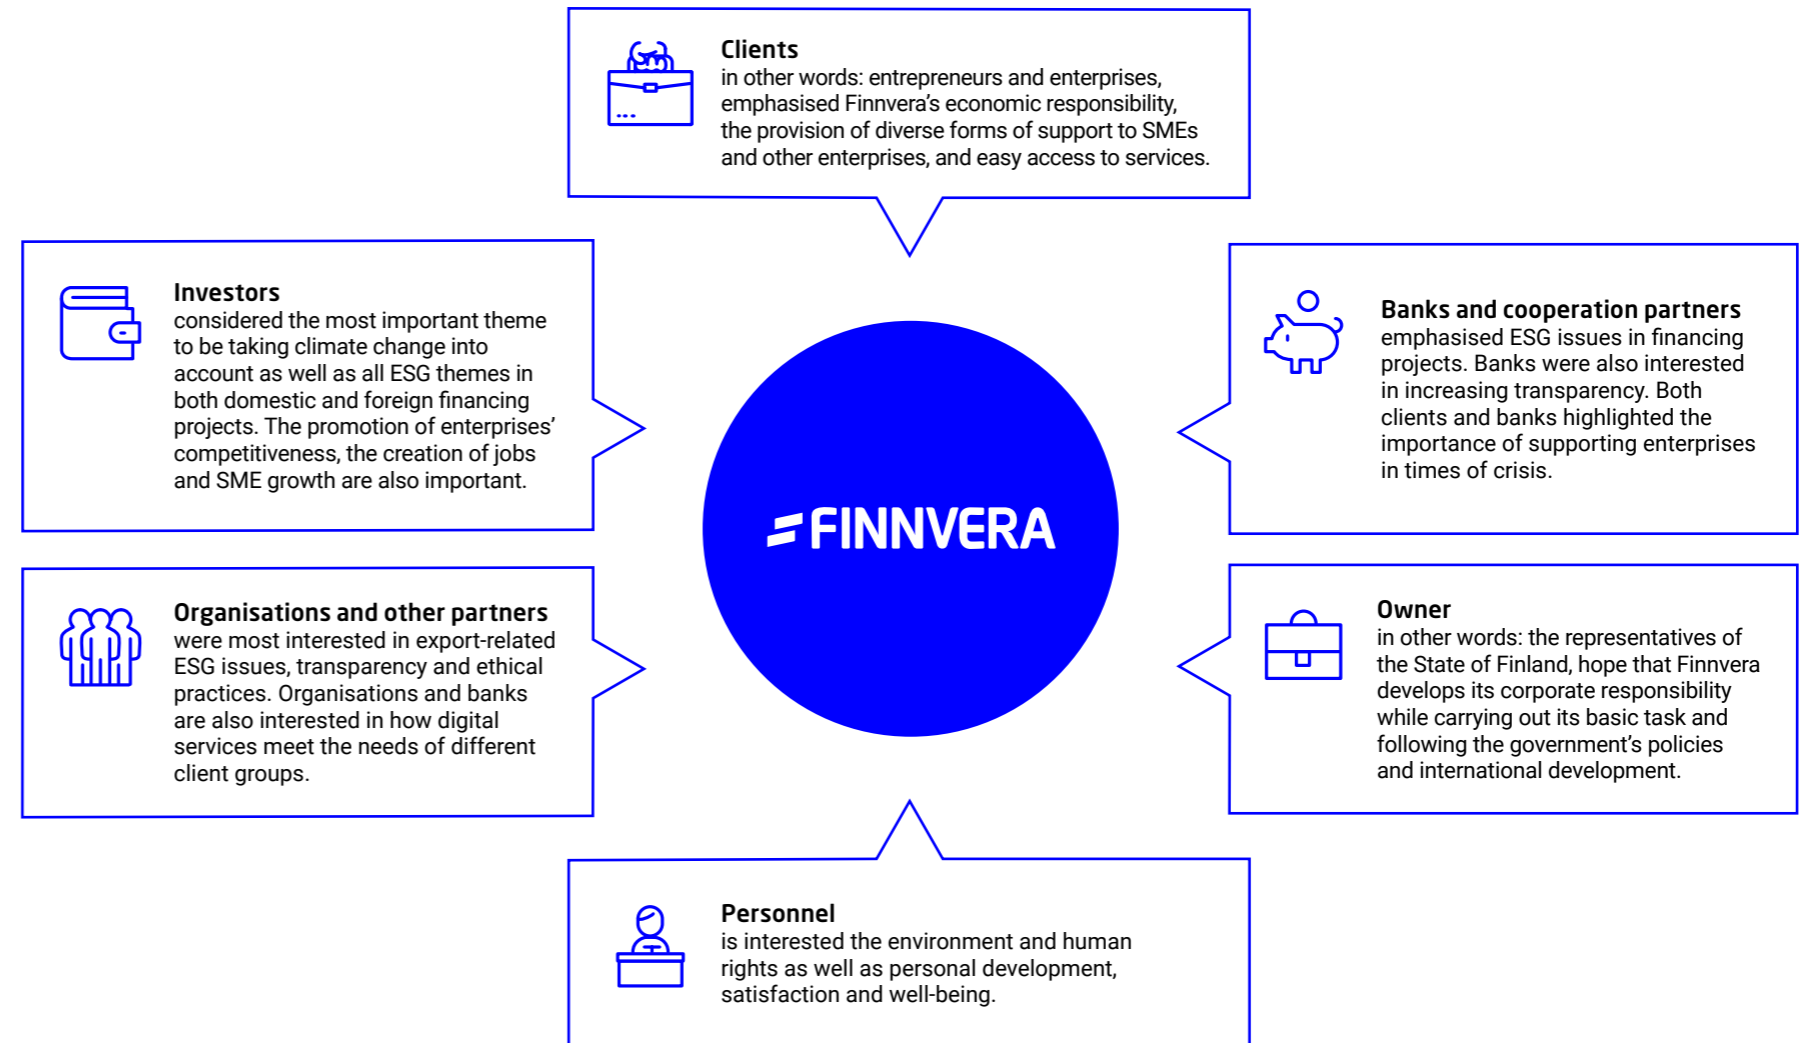 Clients
in other words: entrepreneurs and enterprises,
emphasised Finnvera’s economic responsibility,
the provision of diverse forms of support to SMEs
and other enterprises, and easy access to services.
Investors
considered the most important theme
to be taking climate change into
account as well as all ESG themes in
both domestic and foreign financing
projects. The promotion of enterprises’
competitiveness, the creation of jobs
and SME growth are also important.
Banks and cooperation partners
emphasised ESG issues in financing
projects. Banks were also interested
in increasing transparency. Both
clients and banks highlighted the
importance of supporting enterprises
in times of crisis.
FINNVERA
Organisations and other partners
were most interested in export-related
ESG issues, transparency and ethical
practices. Organisations and banks
are also interested in how digital
services meet the needs of different
client groups.
Owner
in other words: the representatives of
the State of Finland, hope that Finnvera
develops its corporate responsibility
while carrying out its basic task and
following the government’s policies
and international development.
Personnel
is interested the environment and human
rights as well as personal development,
satisfaction and well-being.